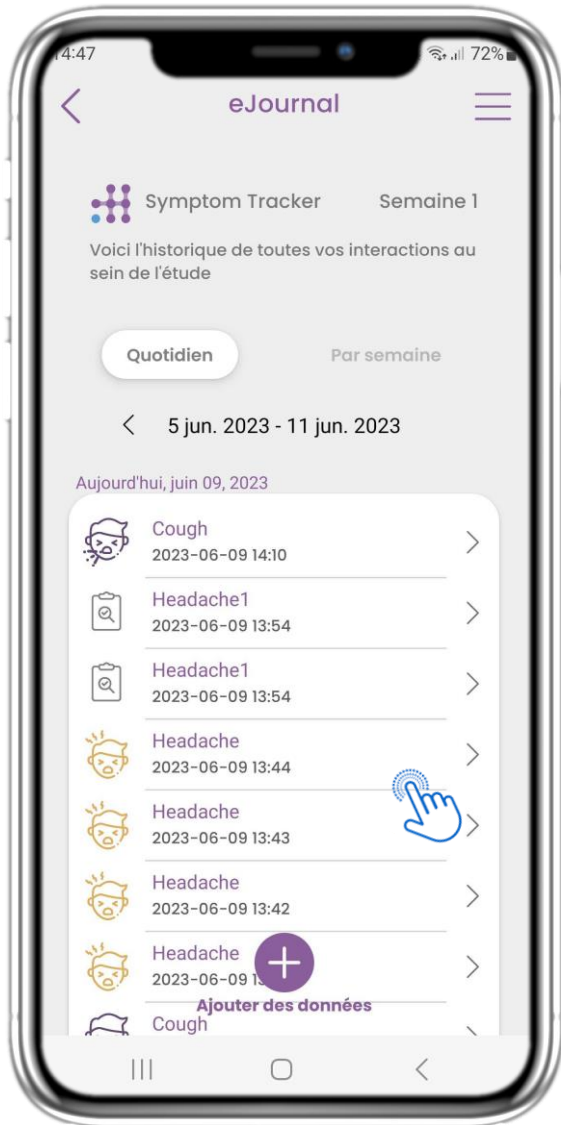 4:47
72%
eJournal
Symptom Tracker
Semaine 1
Voici l'historique de toutes vos interactions au
sein de l'étude
Quotidien
Par semaine
5 jun. 2023 - 11 jun. 2023
Aujourd'hui, juin 09, 2023
Cough
2023-06-09 14:10
Headache1
2023-06-09 13:54
Headache1
2023-06-09 13:54
Headache
2023-06-09 13:44
Headache
2023-06-09 13:43
Headache
2023-06-09 13:42
Headache
2023-06-09
Ajouter des données
Cough